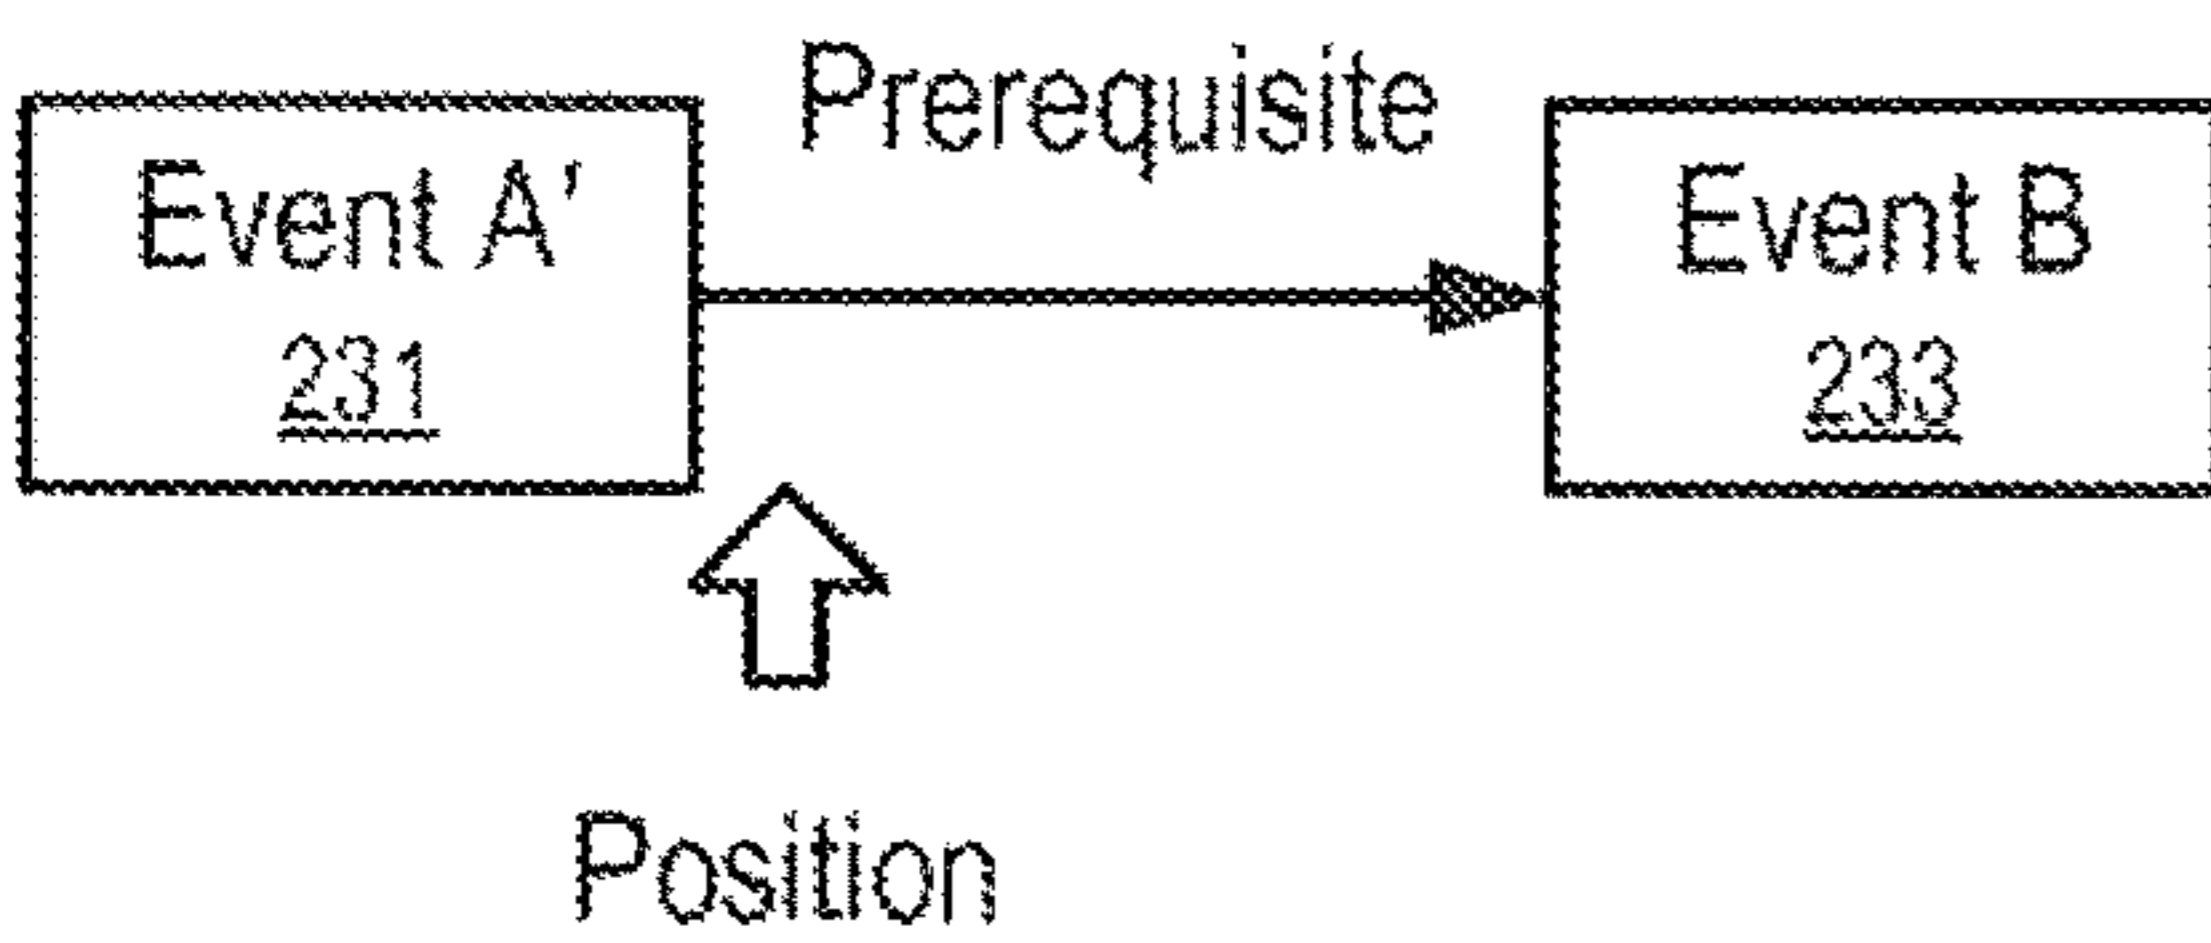 Prerequisite
Event A'
231
Event B
233
Position